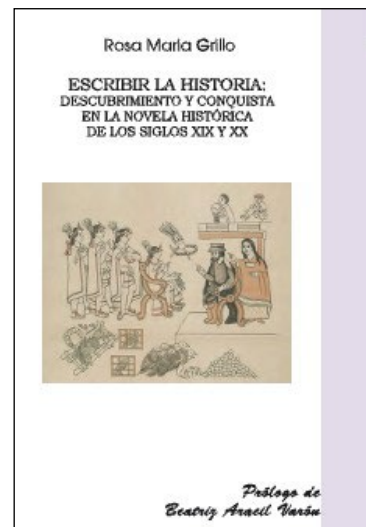 Rosa Maria Grillo
ESCRIBIR LA HISTORIA:
DESCUBRIMIENTO Y CONQUISTA
EN LA NOVELA HISTÓRICA
DE LOS SIGLOS XIX Y XX
Prólogo de
Beatriz Aracil Varón